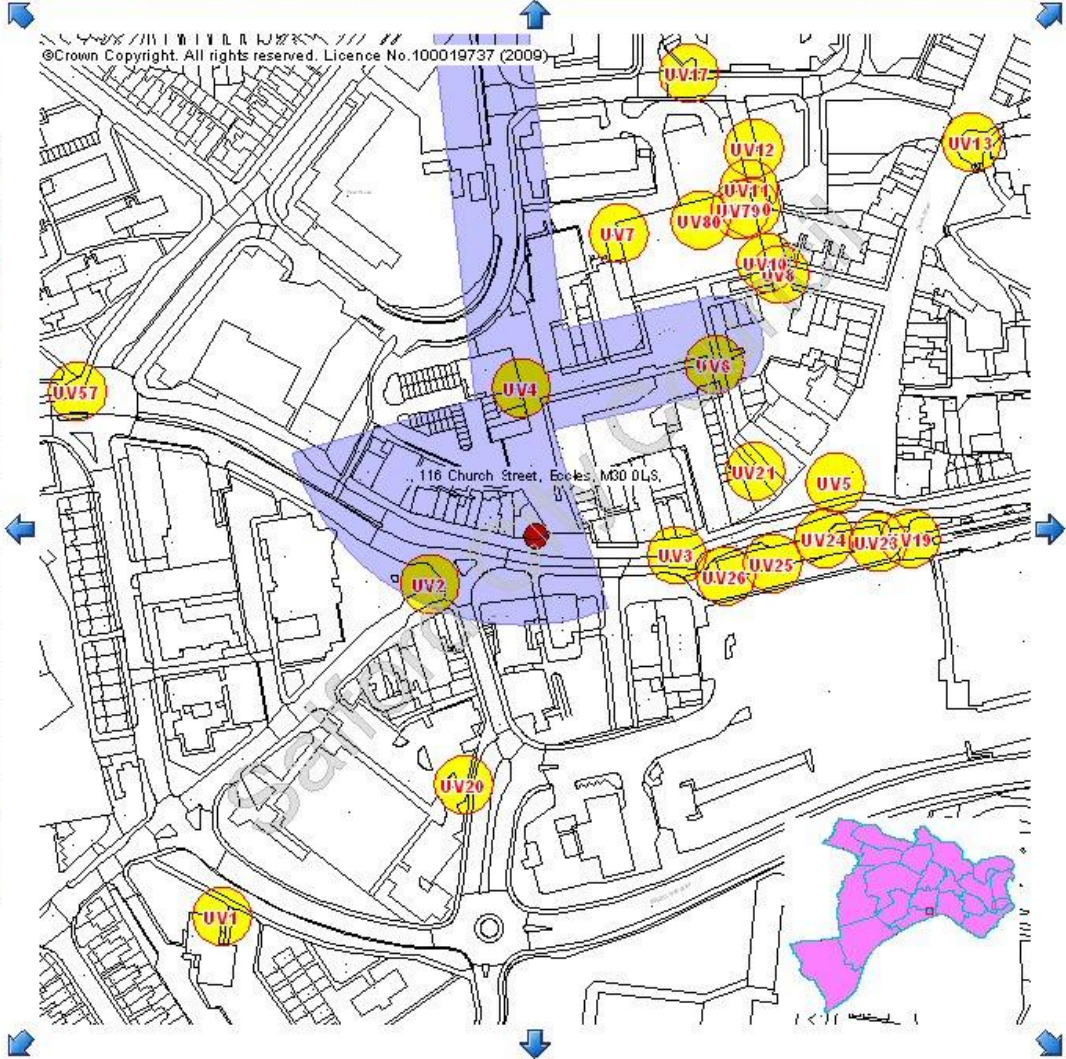 ©Crown Copyright. All rights reserved. Licence No.100019737 (2009)
UV17
UV12
UV13
UV11
UV79
UV80
UV7
UV10
UV8
UV6
UV4
UV57
., 116 Church Street, Eccles, M30 0LS,
UV21
UV5
UV24
UV23
UV19
UV3
UV25
UV26
UV2
UV20
UV1
Salford City Council